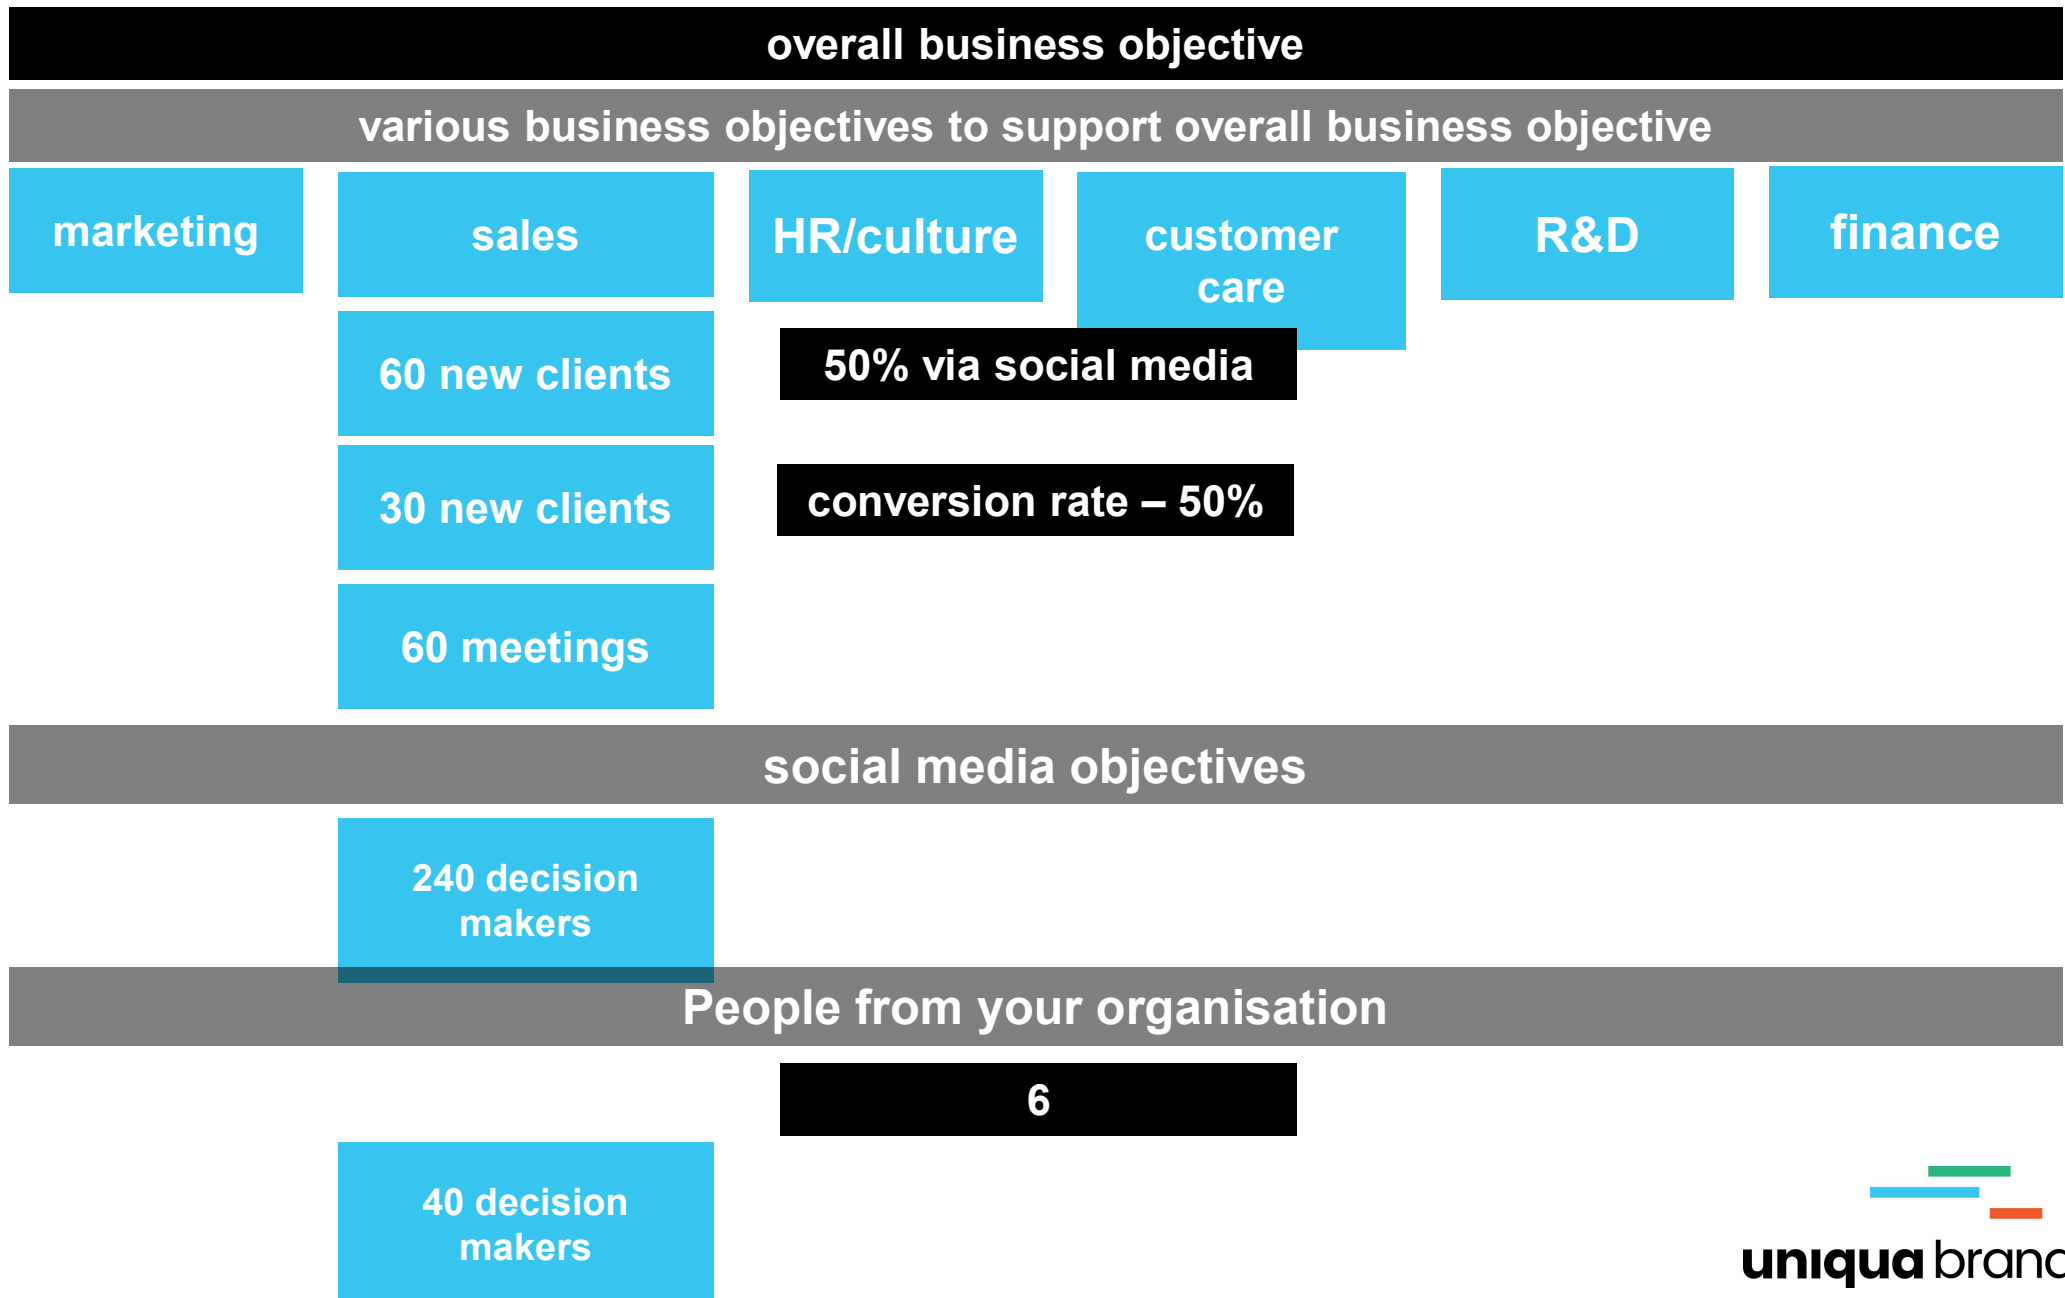 overall business objective
various business objectives to support overall business objective
marketing
sales
HR/culture
customer
care
R&D
finance
60 new clients
50% via social media
30 new clients
conversion rate – 50%
60 meetings
social media objectives
240 decision
makers
People from your organisation
6
40 decision
makers
uniqua